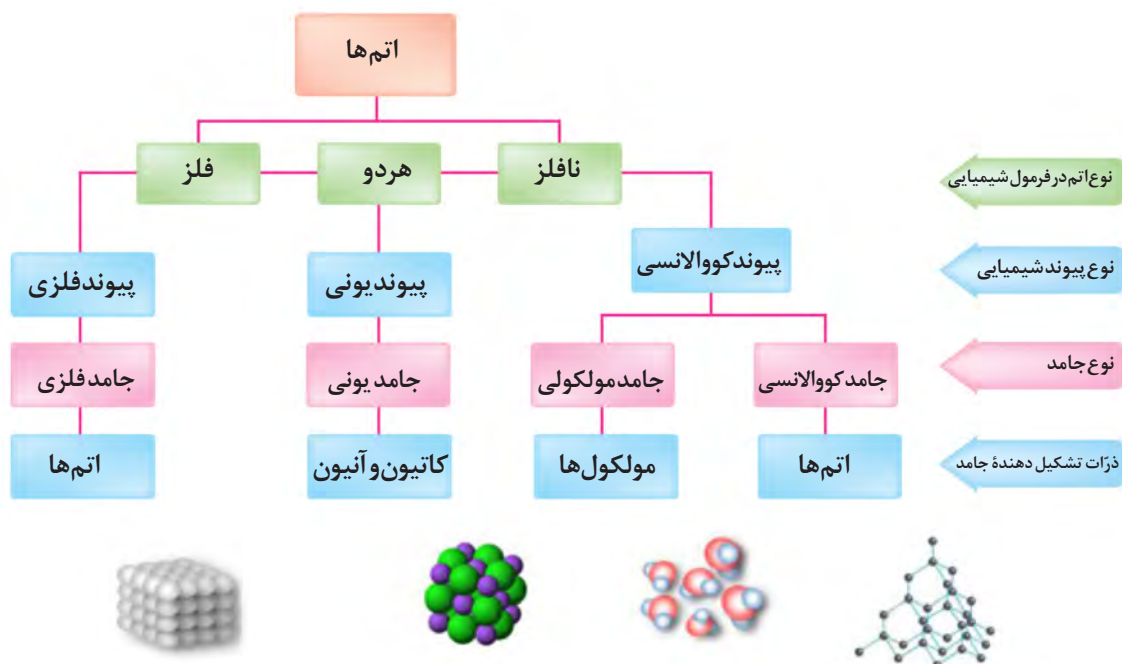 اتم‌ها
نافلز
هر دو
فلز
نوع اتم در فرمول شیمیایی
پیوند کووالانسی
پیوند یونی
پیوند فلزی
نوع پیوند شیمیایی
جامد کووالانسی
جامد مولکولی
جامد یونی
جامد فلزی
نوع جامد
اتم‌ها
مولکول‌ها
کاتیون و آنیون
اتم‌ها
ذرّات تشکیل دهندهٔ جامد